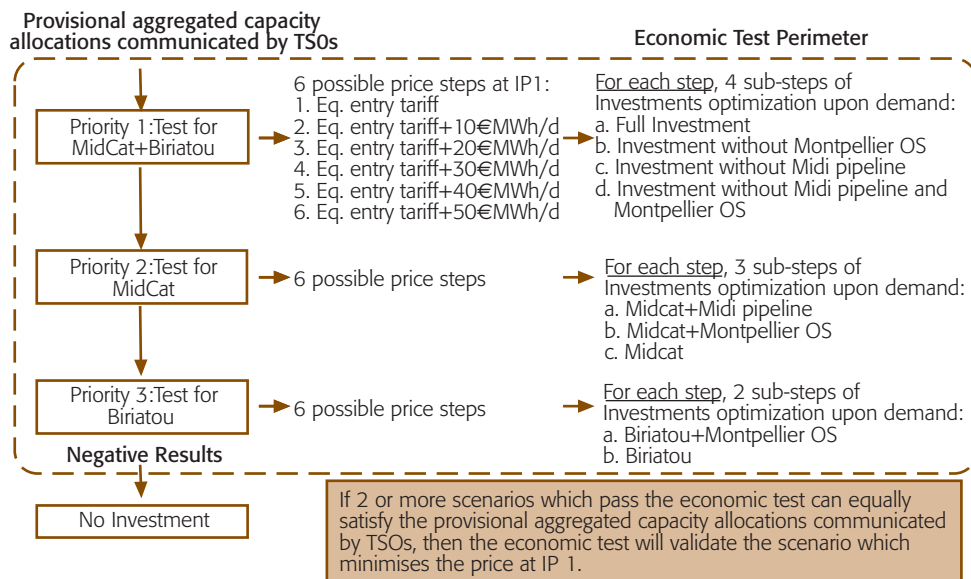 Provisional aggregated capacity
allocations communicated by TS0s
Economic Test Perimeter
Priority 1:Test for
MidCat+Biriatou
6 possible price steps at IP1:
1. Eq. entry tariff
2. Eq. entry tariff+10€MWh/d
3. Eq. entry tariff+20€MWh/d
4. Eq. entry tariff+30€MWh/d
5. Eq. entry tariff+40€MWh/d
6. Eq. entry tariff+50€MWh/d
For each step, 4 sub-steps of
Investments optimization upon demand:
a. Full Investment
b. Investment without Montpellier OS
c. Investment without Midi pipeline
d. Investment without Midi pipeline and
Montpellier OS
Priority 2:Test for
MidCat
6 possible price steps
For each step, 3 sub-steps of
Investments optimization upon demand:
a. Midcat+Midi pipeline
b. Midcat+Montpellier OS
c. Midcat
Priority 3:Test for
Biriatou
6 possible price steps
For each step, 2 sub-steps of
Investments optimization upon demand:
a. Biriatou+Montpellier OS
b. Biriatou
Negative Results
No Investment
If 2 or more scenarios which pass the economic test can equally
satisfy the provisional aggregated capacity allocations communicated
by TSOs, then the economic test will validate the scenario which
minimises the price at IP 1.